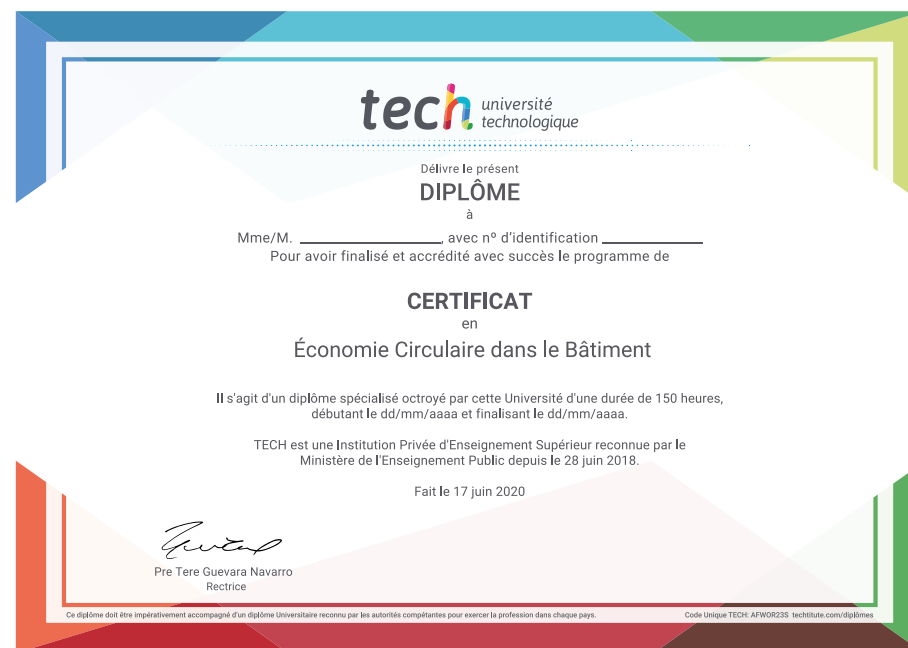 tech université
technologique
Délivre le présent
DIPLÔME
à
Mme/M. ____________________, avec nº d'identification ______________
Pour avoir finalisé et accrédité avec succès le programme de
CERTIFICAT
en
Économie Circulaire dans le Bâtiment
Il s'agit d'un diplôme spécialisé octroyé par cette Université d'une durée de 150 heures,
débutant le dd/mm/aaaa et finalisant le dd/mm/aaaa.
TECH est une Institution Privée d'Enseignement Supérieur reconnue par le
Ministère de l'Enseignement Public depuis le 28 juin 2018.
Fait le 17 juin 2020
Pre Tere Guevara Navarro
Rectrice
Ce diplôme doit être impérativement accompagné d'un diplôme Universitaire reconnu par les autorités compétantes pour exercer la profession dans chaque pays.
Code Unique TECH: AFWOR23S techtitute.com/diplômes